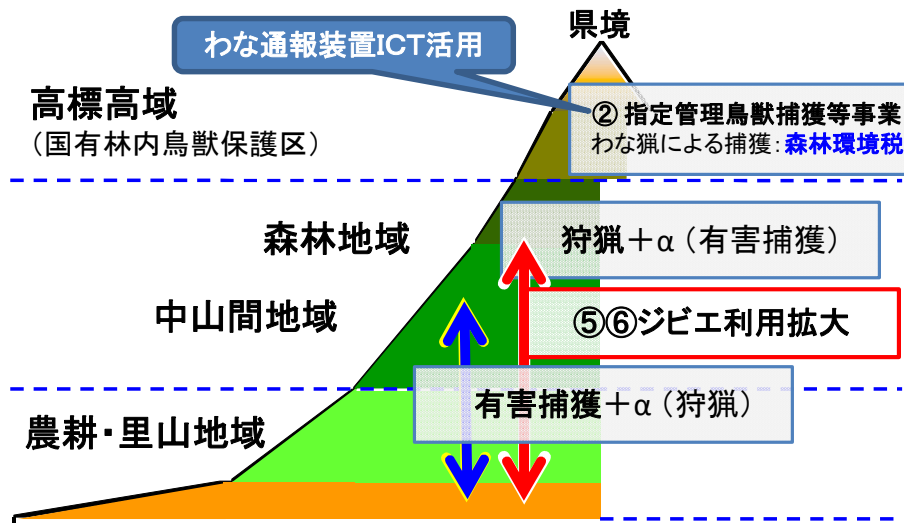 県境
わな通報装置ICT活用
高標高域
（国有林内鳥獣保護区）
② 指定管理鳥獣捕獲等事業
わな猟による捕獲：森林環境税
森林地域
狩猟＋α（有害捕獲）
中山間地域
⑤⑥ジビエ利用拡大
有害捕獲＋α（狩猟）
農耕・里山地域